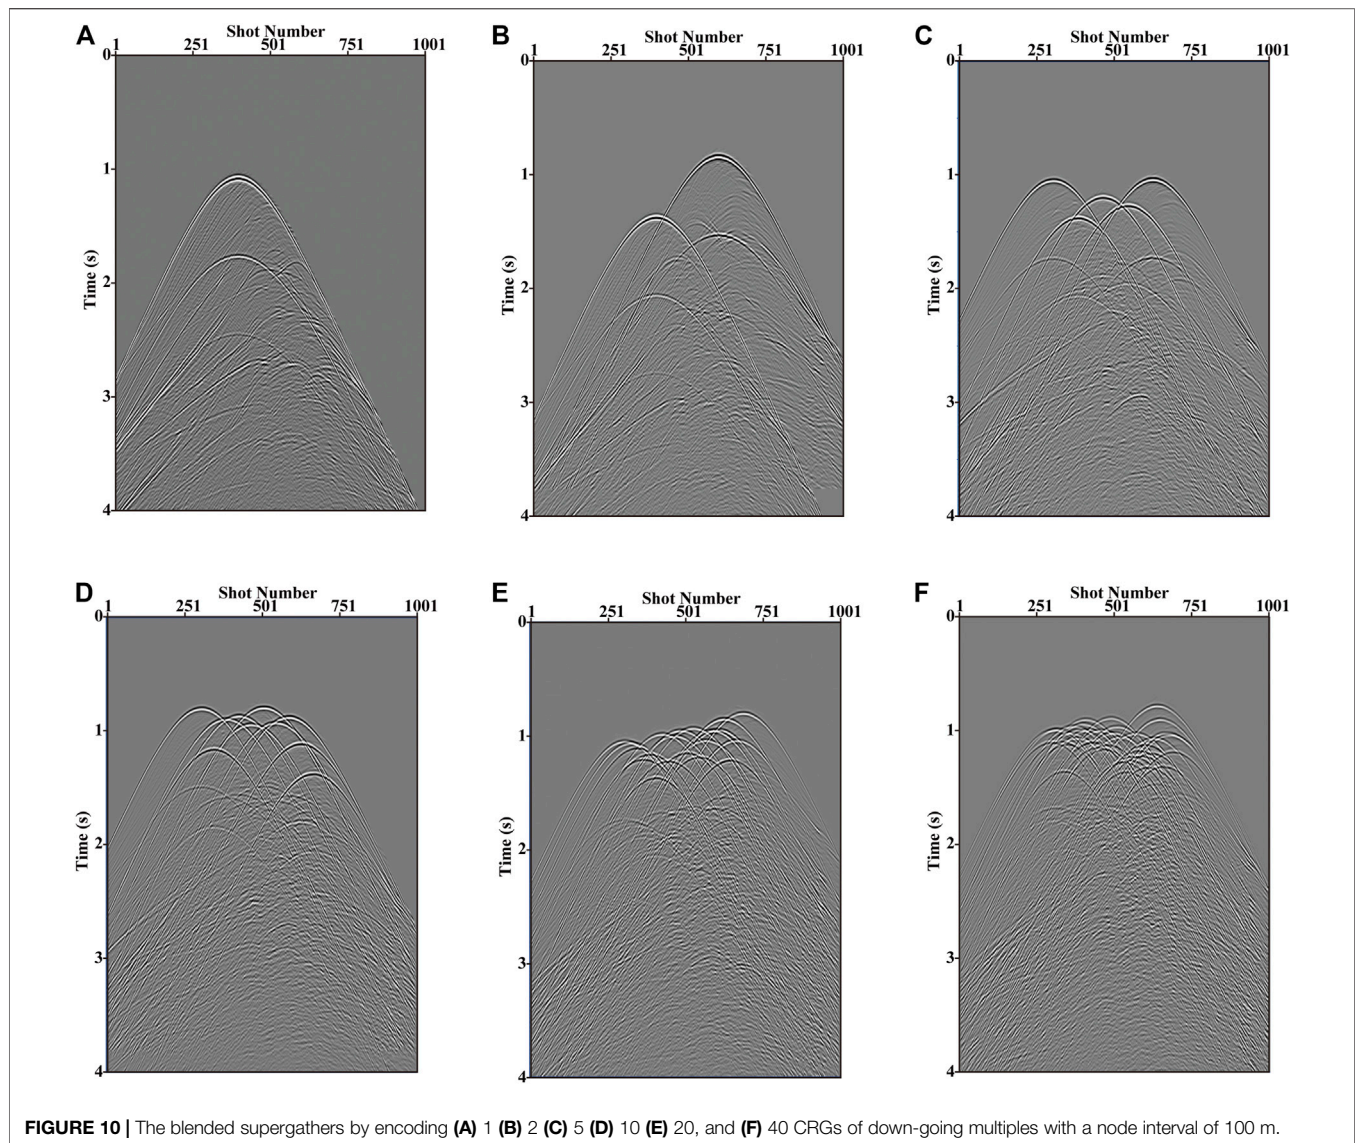 A
Shot Number
1 251 501 751 1001
0
1
2
3
4
Time (s)
B
Shot Number
1 251 501 751 1001
0
1
2
3
4
Time (s)
C
Shot Number
1 251 501 751 1001
0
1
2
3
4
Time (s)
D
Shot Number
1 251 501 751 1001
0
1
2
3
4
Time (s)
E
Shot Number
1 251 501 751 1001
0
1
2
3
4
Time (s)
F
Shot Number
1 251 501 751 1001
0
1
2
3
4
Time (s)
FIGURE 10 | The blended supergathers by encoding (A) 1 (B) 2 (C) 5 (D) 10 (E) 20, and (F) 40 CRGs of down-going multiples with a node interval of 100 m.